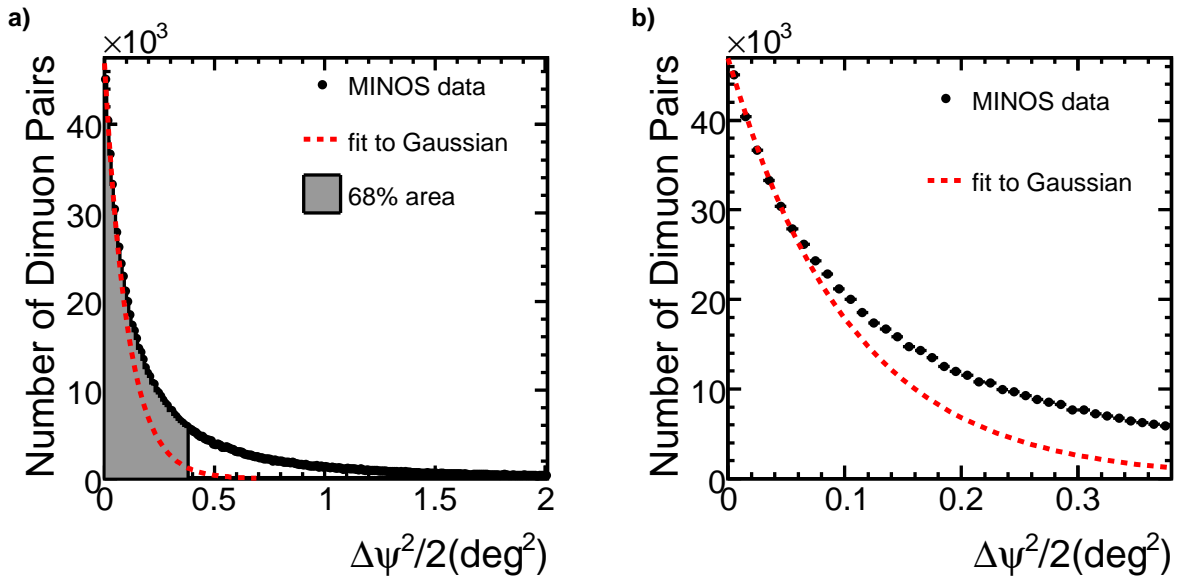 a)
×10³
Number of Dimuon Pairs
40
30
20
10
0
MINOS data
fit to Gaussian
68% area
0 0.5 1 1.5 2
Δψ²/2(deg²)
b)
×10³
Number of Dimuon Pairs
40
30
20
10
0
MINOS data
fit to Gaussian
0 0.1 0.2 0.3
Δψ²/2(deg²)